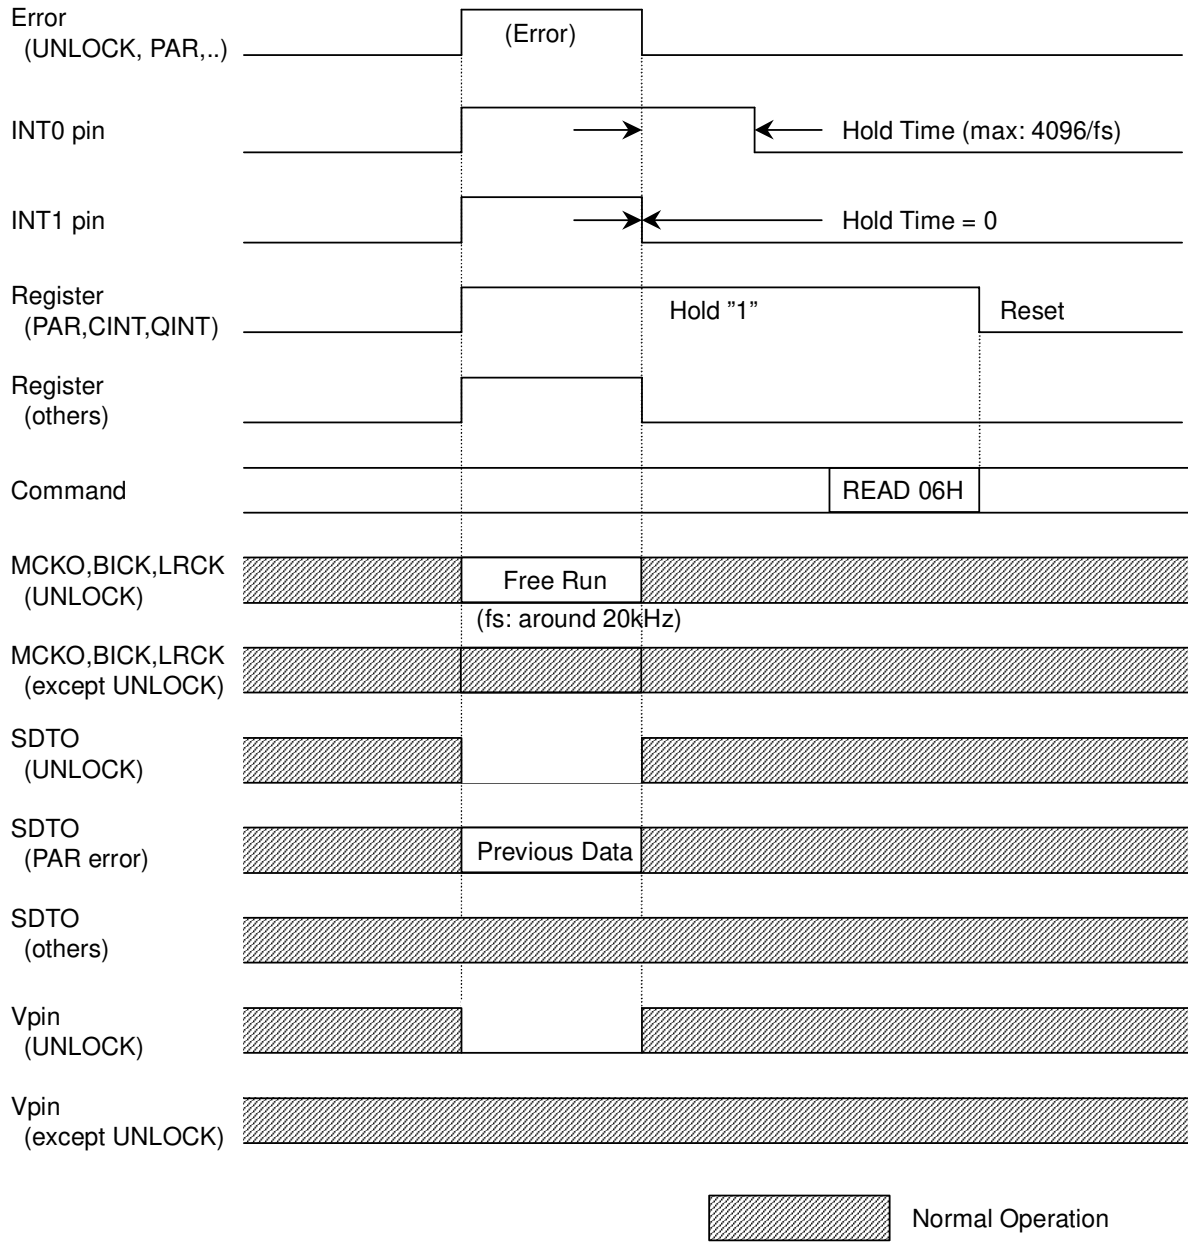 Error
(UNLOCK, PAR,..)
(Error)
INT0 pin
Hold Time (max: 4096/fs)
INT1 pin
Hold Time = 0
Register
(PAR,CINT,QINT)
Hold ”1”
Reset
Register
(others)
Command
READ 06H
MCKO,BICK,LRCK
(UNLOCK)
Free Run
(fs: around 20kHz)
MCKO,BICK,LRCK
(except UNLOCK)
SDTO
(UNLOCK)
SDTO
(PAR error)
Previous Data
SDTO
(others)
Vpin
(UNLOCK)
Vpin
(except UNLOCK)
Normal Operation